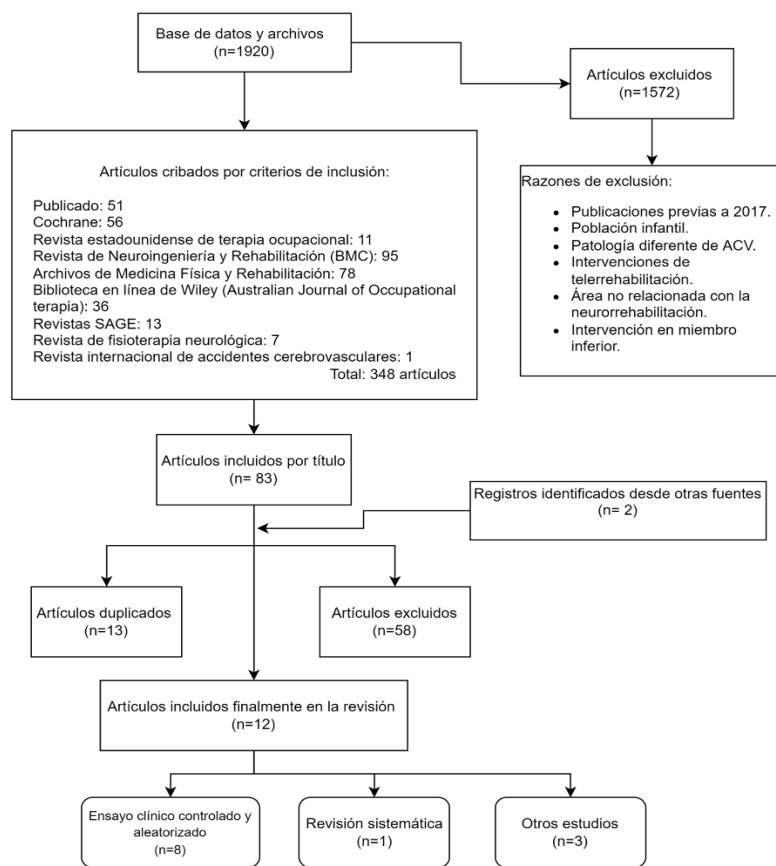 Base de datos y archivos
(n=1920)
Artículos excluidos
(n=1572)
Artículos cribados por criterios de inclusión:
Publicado: 51
Cochrane: 56
Revista estadounidense de terapia ocupacional: 11
Revista de Neuroingeniería y Rehabilitación (BMC): 95
Archivos de Medicina Física y Rehabilitación: 78
Biblioteca en línea de Wiley (Australian Journal of Occupational
terapia): 36
Revistas SAGE: 13
Revista de fisioterapia neurológica: 7
Revista internacional de accidentes cerebrovasculares: 1
Total: 348 artículos
Razones de exclusión:
• Publicaciones previas a 2017.
• Población infantil.
• Patología diferente de ACV.
• Intervenciones de
telerrehabilitación.
• Área no relacionada con la
neurorrehabilitación.
• Intervención en miembro
inferior.
Artículos incluidos por título
(n= 83)
Registros identificados desde otras fuentes
(n= 2)
Artículos duplicados
(n=13)
Artículos excluidos
(n=58)
Artículos incluidos finalmente en la revisión
(n=12)
Ensayo clínico controlado y
aleatorizado
(n=8)
Revisión sistemática
(n=1)
Otros estudios
(n=3)